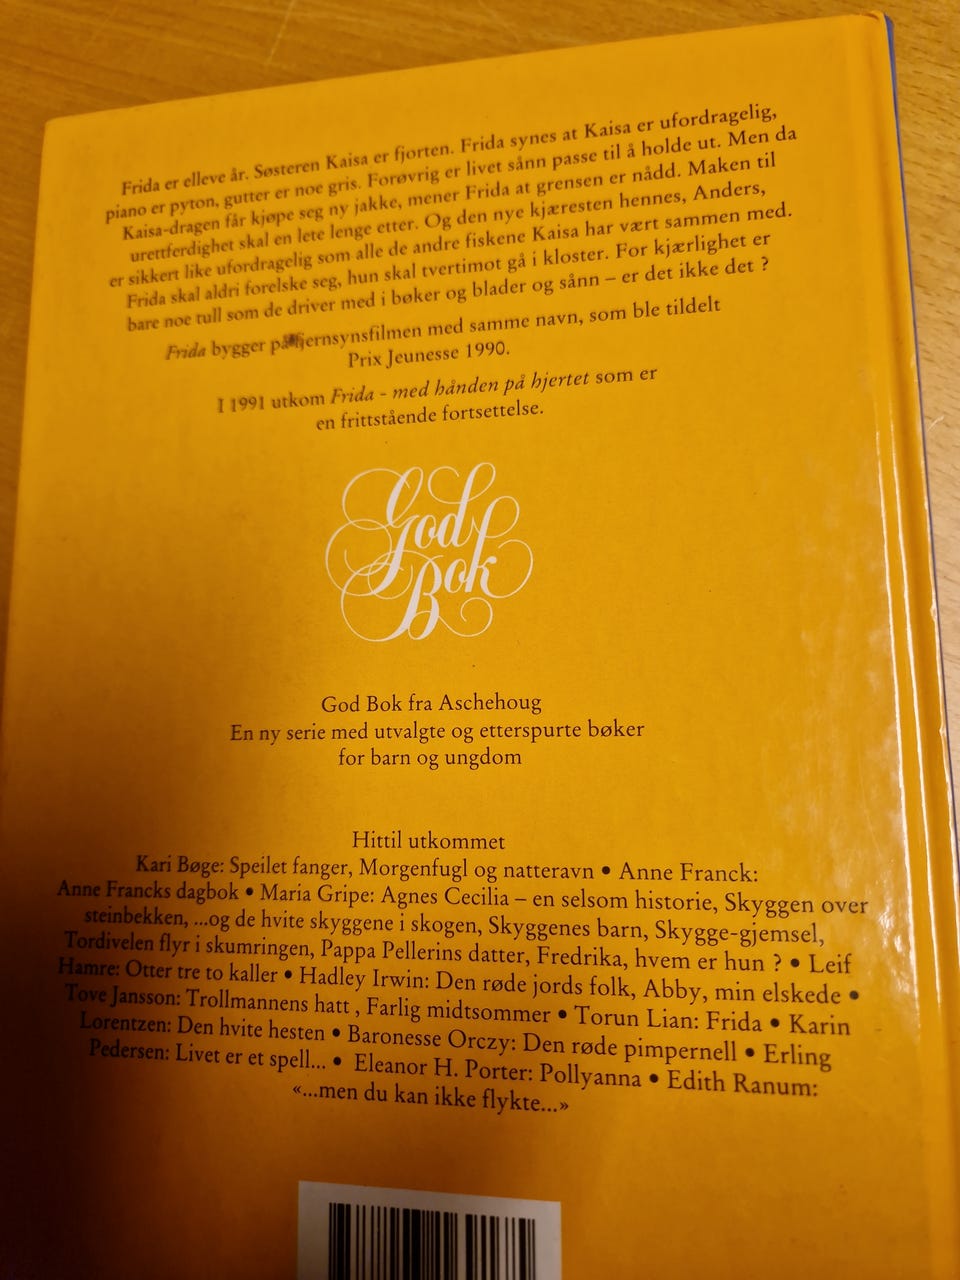 Frida er elleve år. Søsteren Kaisa er fjorten. Frida synes at Kaisa er ufordragelig,
piano er pyton, gutter er noe gris. Forøvrig er livet sånn passe til å holde ut. Men da
Kaisa-dragen får kjøpe seg ny jakke, mener Frida at grensen er nådd. Maken til
urettferdighet skal en lete lenge etter. Og den nye kjæresten hennes, Anders,
er sikkert like ufordragelig som alle de andre fiskene Kaisa har vært sammen med.
Frida skal aldri forelske seg, hun skal tvertimot gå i kloster. For kjærlighet er
bare noe tull som de driver med i bøker og blader og sånn – er det ikke det ?
Frida bygger på fjernsynsfilmen med samme navn, som ble tildelt
Prix Jeunesse 1990.
I 1991 utkom Frida - med hånden på hjertet som er
en frittstående fortsettelse.
God
Bok
God Bok fra Aschehoug
En ny serie med utvalgte og etterspurte bøker
for barn og ungdom
Hittil utkommet
Kari Bøge: Speilet fanger, Morgenfugl og natteravn • Anne Franck:
Anne Francks dagbok • Maria Gripe: Agnes Cecilia – en selsom historie, Skyggen over
steinbekken, ...og de hvite skyggene i skogen, Skyggenes barn, Skygge-gjemsel,
Tordivelen flyr i skumringen, Pappa Pellerins datter, Fredrika, hvem er hun ? • Leif
Hamre: Otter tre to kaller • Hadley Irwin: Den røde jords folk, Abby, min elskede •
Tove Jansson: Trollmannens hatt , Farlig midtsommer • Torun Lian: Frida • Karin
Lorentzen: Den hvite hesten • Baronesse Orczy: Den røde pimpernell • Erling
Pedersen: Livet er et spell... • Eleanor H. Porter: Pollyanna • Edith Ranum:
«...men du kan ikke flykte...»